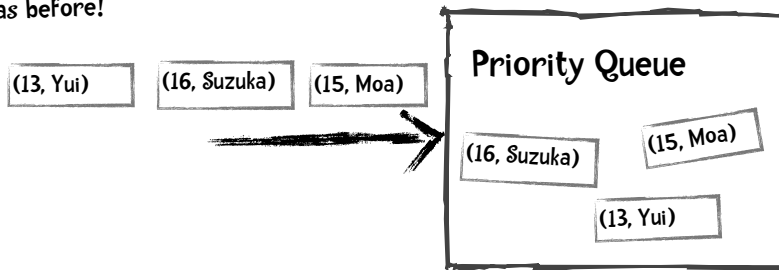 as before!
(13, Yui) (16, Suzuka) (15, Moa)
Priority Queue
(16, Suzuka) (15, Moa)
(13, Yui)